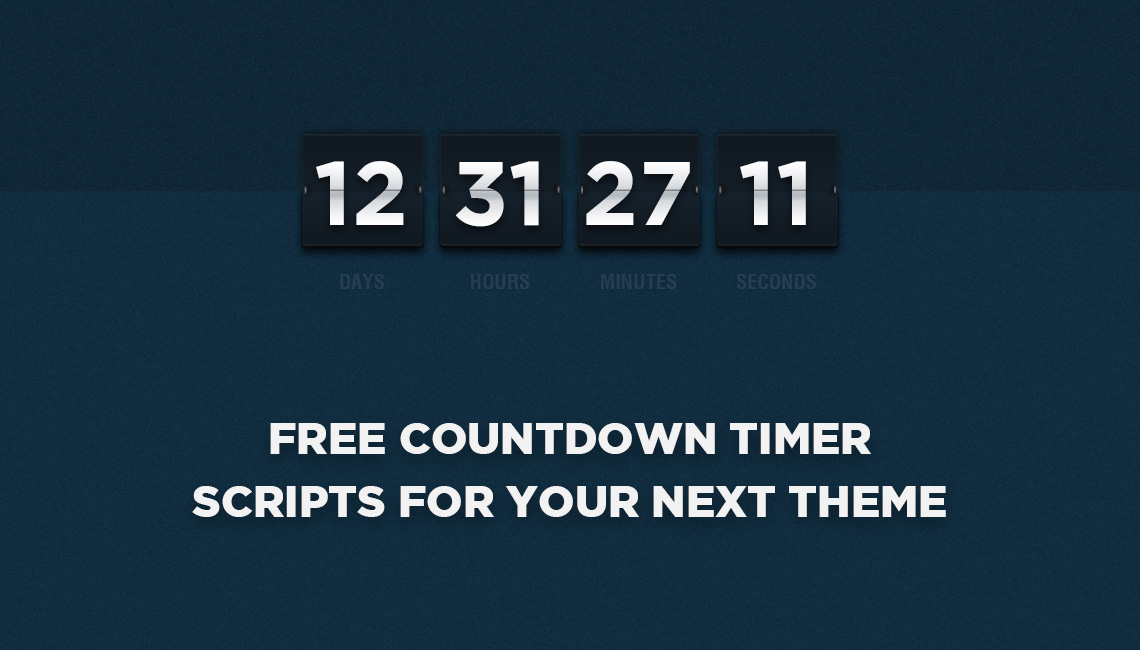 12 31 27 11
DAYS HOURS MINUTES SECONDS
FREE COUNTDOWN TIMER
SCRIPTS FOR YOUR NEXT THEME